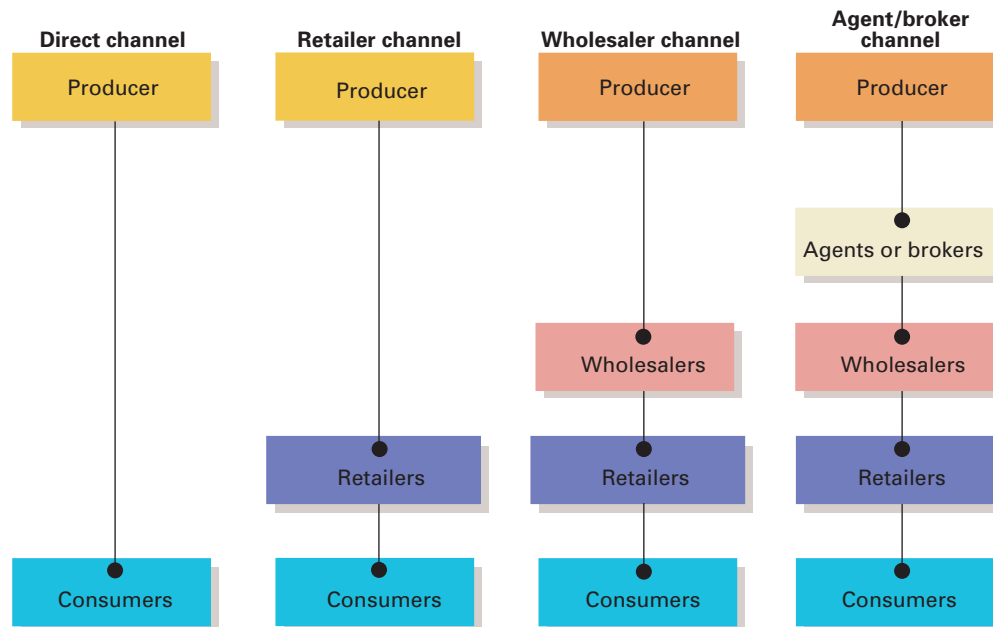 Direct channel
Retailer channel
Wholesaler channel
Agent/broker
channel
Producer
Producer
Producer
Producer
Agents or brokers
Wholesalers
Wholesalers
Retailers
Retailers
Retailers
Consumers
Consumers
Consumers
Consumers